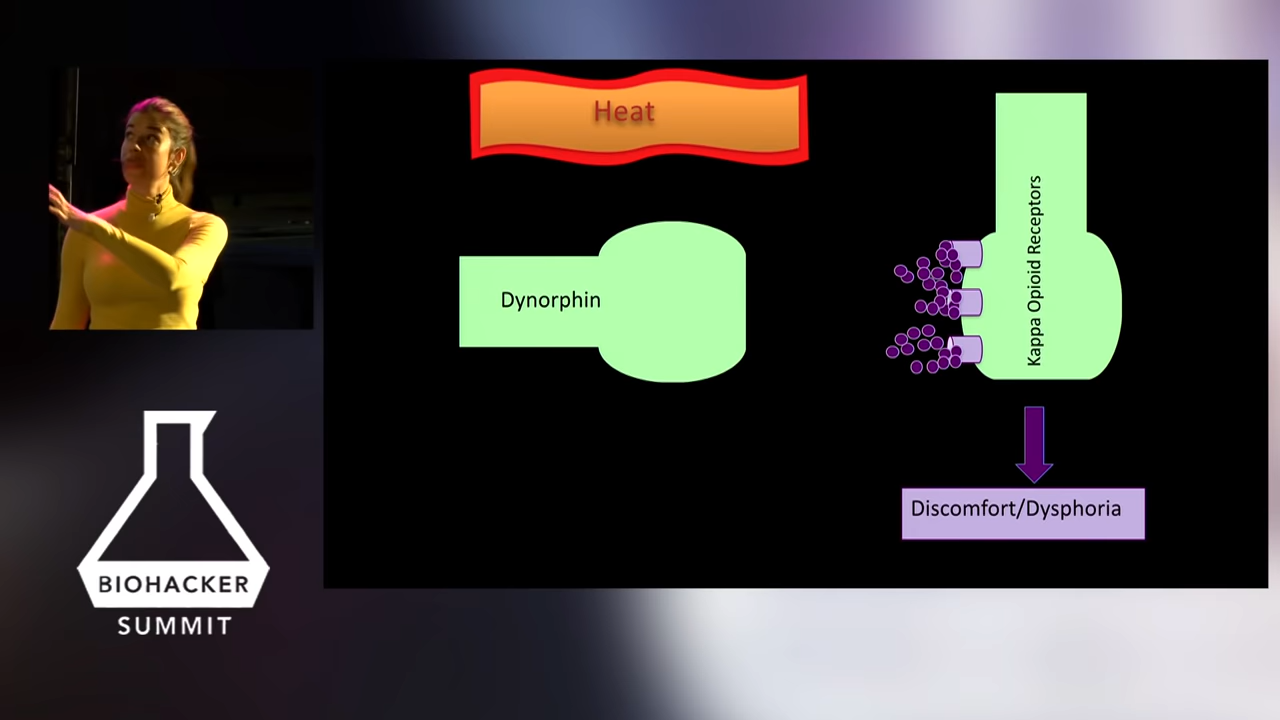 Heat
Dynorphin
Kappa Opioid Receptors
Discomfort/Dysphoria
BIOHACKER
SUMMIT